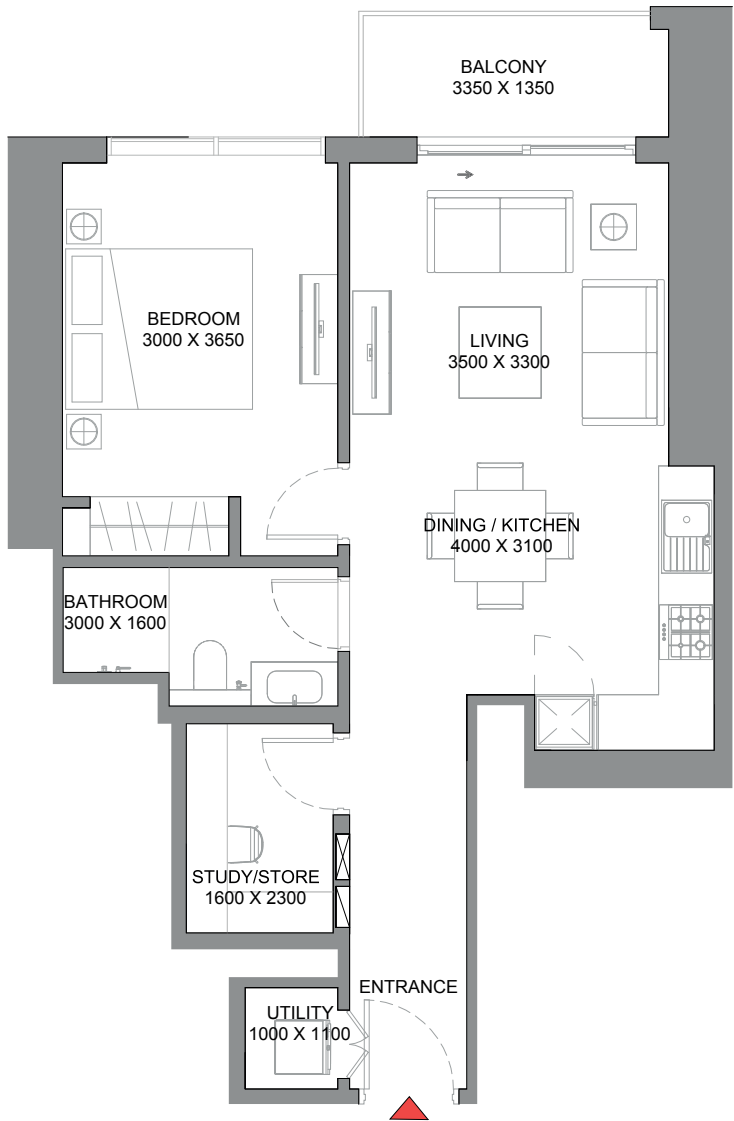 BALCONY
3350 X 1350
BEDROOM
3000 X 3650
LIVING
3500 X 3300
DINING / KITCHEN
4000 X 3100
BATHROOM
3000 X 1600
STUDY/STORE
1600 X 2300
ENTRANCE
UTILITY
1000 X 1100